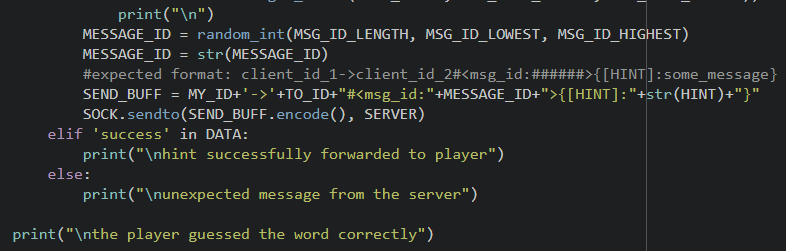 print("\n")
MESSAGE_ID = random_int(MSG_ID_LENGTH, MSG_ID_LOWEST, MSG_ID_HIGHEST)
MESSAGE_ID = str(MESSAGE_ID)
#expected format: client_id_1->client_id_2#<msg_id:######>{[HINT]:some_message}
SEND_BUFF = MY_ID+'->'+TO_ID+"#<msg_id:"+MESSAGE_ID+">{[HINT]:"+str(HINT)+"}"
SOCK.sendto(SEND_BUFF.encode(), SERVER)
elif 'success' in DATA:
print("\nhint successfully forwarded to player")
else:
print("\nunexpected message from the server")
print("\nthe player guessed the word correctly")